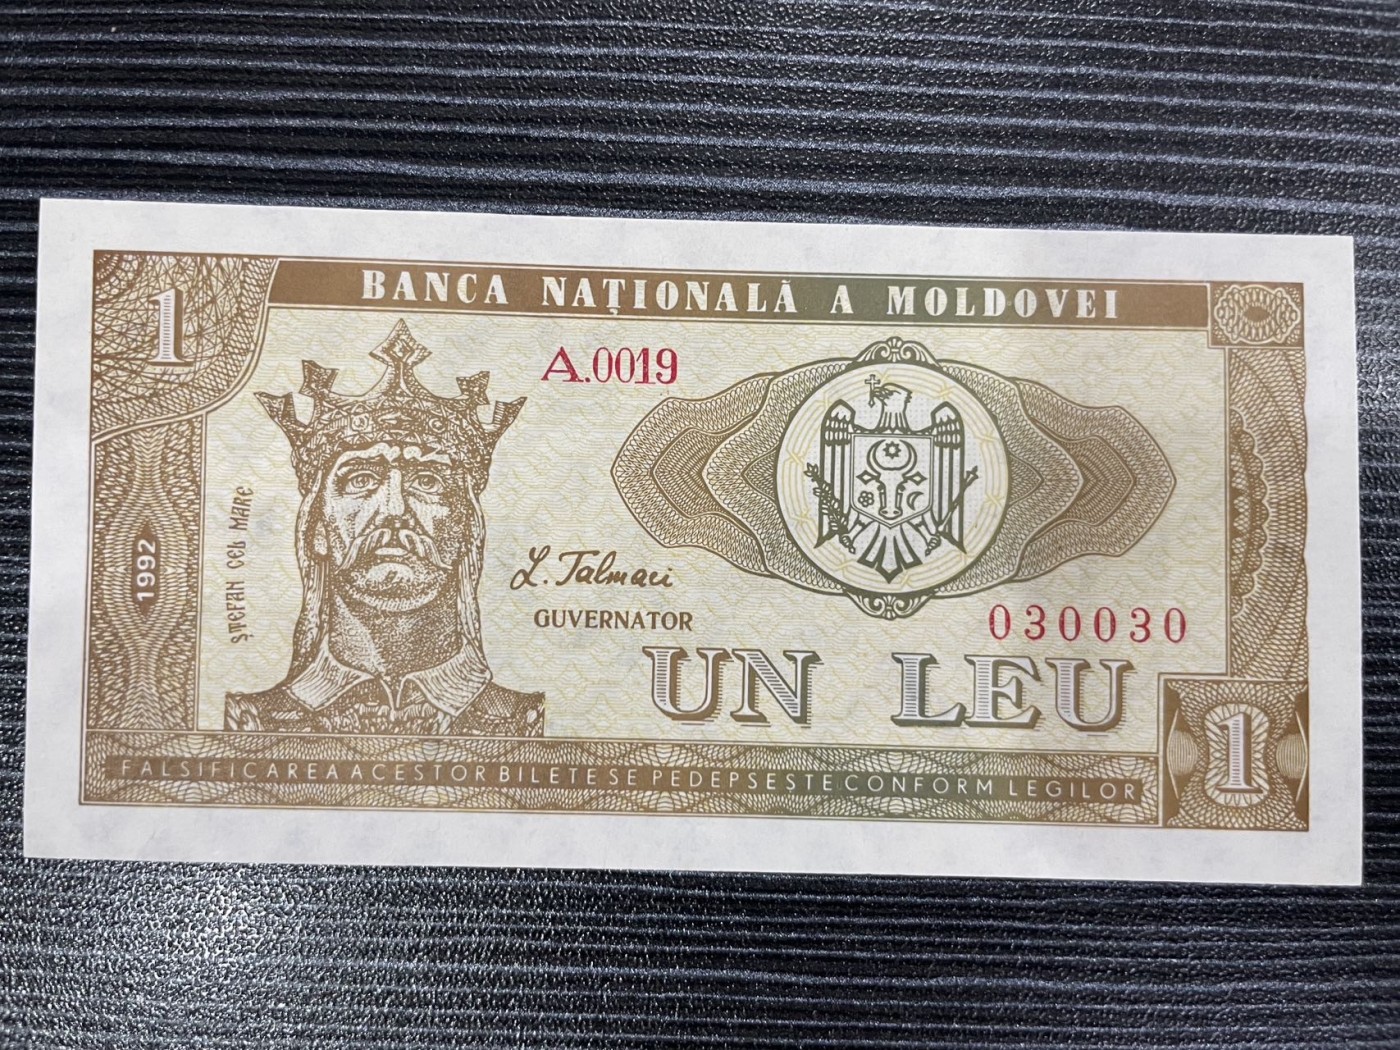 BANCA NAȚIONALĂ A MOLDOVEI
1
A.0019
ȘTEFAN CEL MARE
1992
L. Talmaci
GUVERNATOR
030030
UN LEU
1
FALSIFICAREA ACESTOR BILETE SE PEDEPSESTE CONFORM LEGILOR